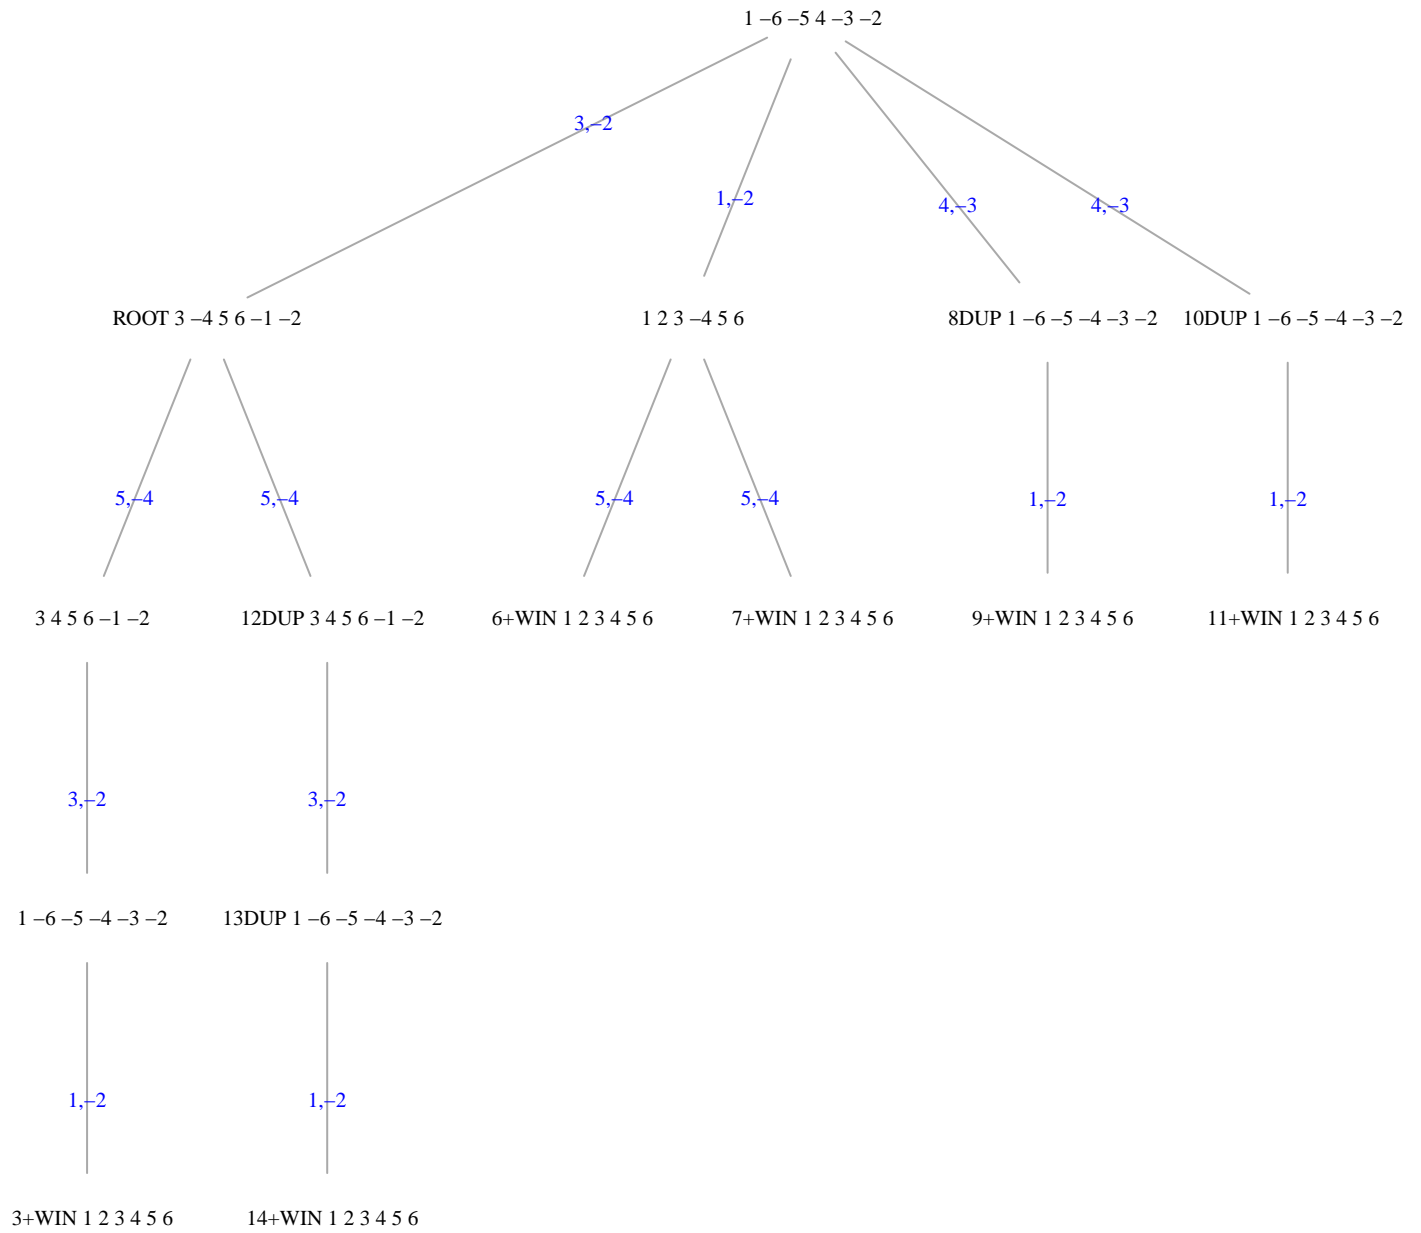 1 –6 –5 4 –3 –2
3,–2
1,–2
4,–3
4,–3
ROOT 3 –4 5 6 –1 –2
1 2 3 –4 5 6
8DUP 1 –6 –5 –4 –3 –2
10DUP 1 –6 –5 –4 –3 –2
5,–4
5,–4
5,–4
5,–4
1,–2
1,–2
3 4 5 6 –1 –2
12DUP 3 4 5 6 –1 –2
6+WIN 1 2 3 4 5 6
7+WIN 1 2 3 4 5 6
9+WIN 1 2 3 4 5 6
11+WIN 1 2 3 4 5 6
3,–2
3,–2
1 –6 –5 –4 –3 –2
13DUP 1 –6 –5 –4 –3 –2
1,–2
1,–2
3+WIN 1 2 3 4 5 6
14+WIN 1 2 3 4 5 6